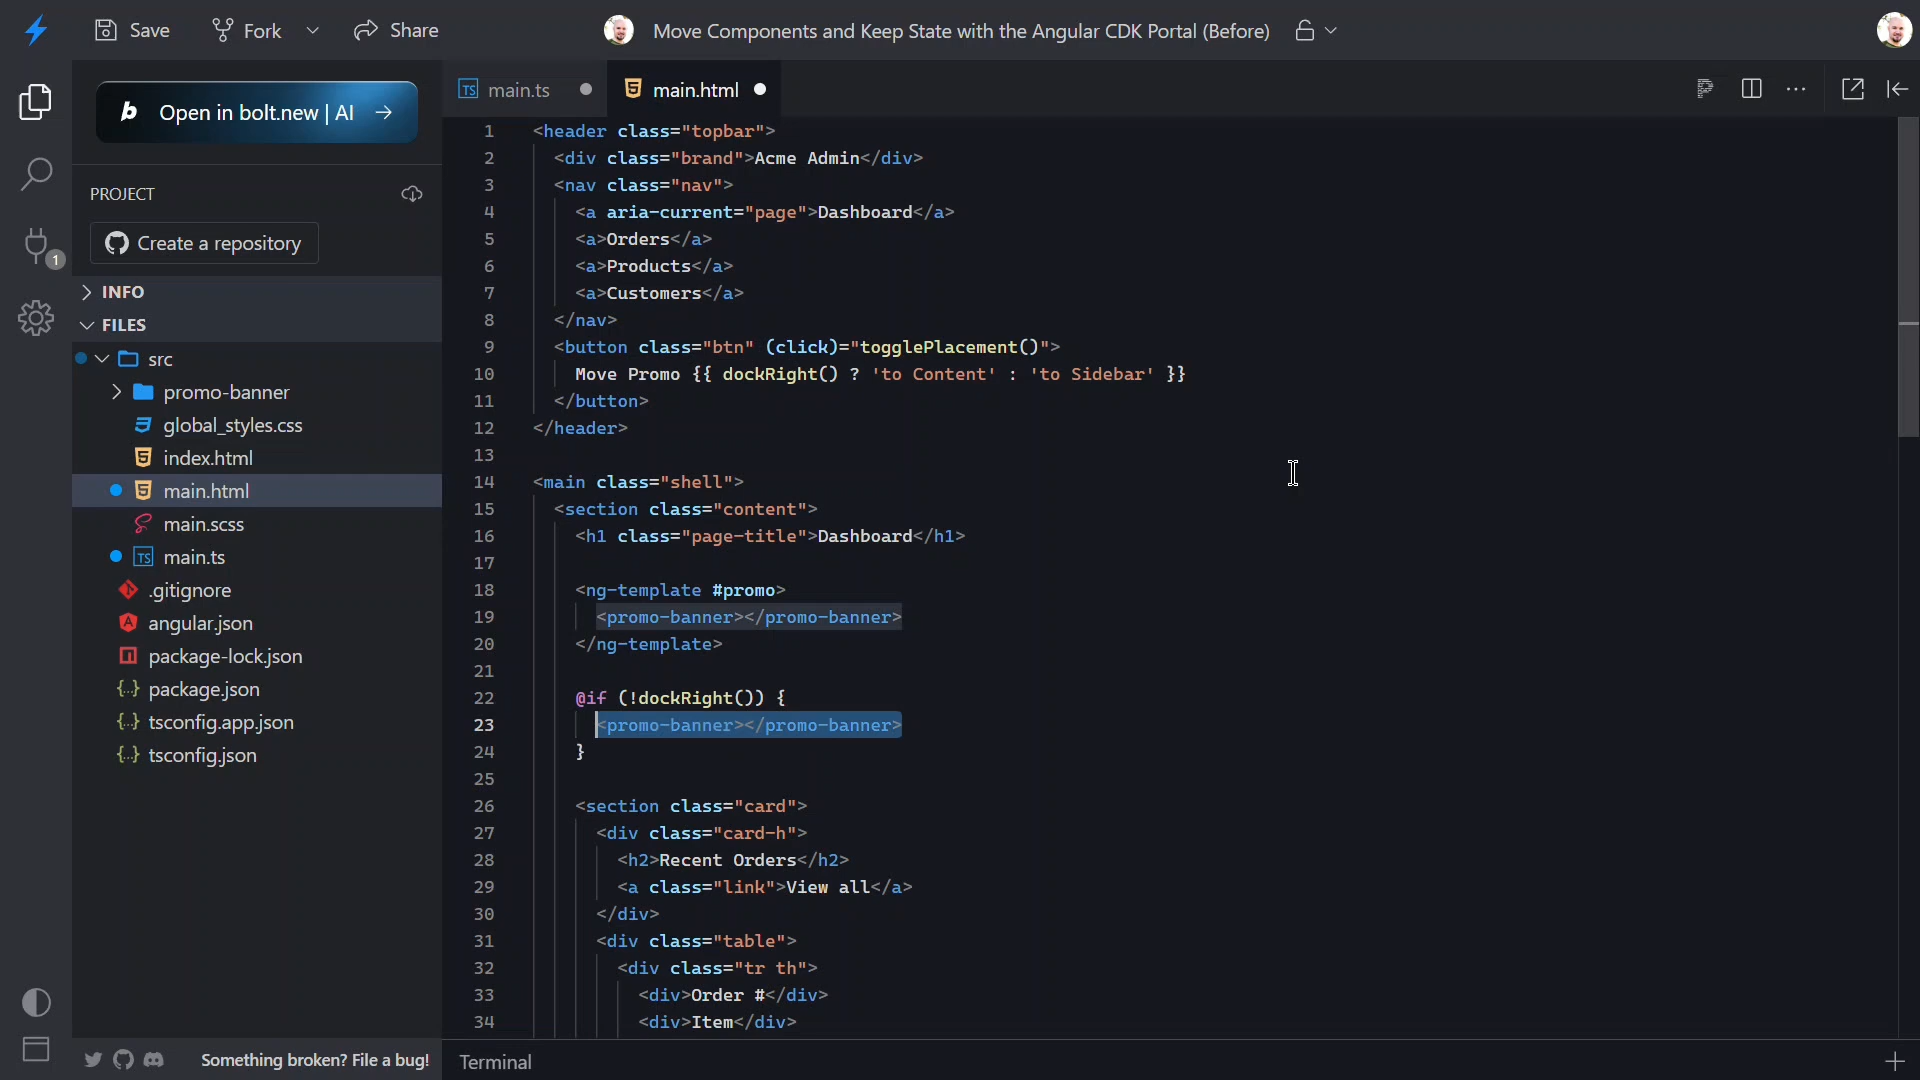 Save Fork Share Move Components and Keep State with the Angular CDK Portal (Before)
b Open in bolt.new | AI →
TS main.ts main.html
PROJECT
Create a repository
1
INFO
FILES
src
promo-banner
global_styles.css
index.html
main.html
main.scss
TS main.ts
.gitignore
angular.json
package-lock.json
{..} package.json
{..} tsconfig.app.json
{..} tsconfig.json
Something broken? File a bug!
1 <header class="topbar">
2 <div class="brand">Acme Admin</div>
3 <nav class="nav">
4 <a aria-current="page">Dashboard</a>
5 <a>Orders</a>
6 <a>Products</a>
7 <a>Customers</a>
8 </nav>
9 <button class="btn" (click)="togglePlacement()">
10 Move Promo {{ dockRight() ? 'to Content' : 'to Sidebar' }}
11 </button>
12 </header>
13
14 <main class="shell">
15 <section class="content">
16 <h1 class="page-title">Dashboard</h1>
17
18 <ng-template #promo>
19 <promo-banner></promo-banner>
20 </ng-template>
21
22 @if (!dockRight()) {
23 <promo-banner></promo-banner>
24 }
25
26 <section class="card">
27 <div class="card-h">
28 <h2>Recent Orders</h2>
29 <a class="link">View all</a>
30 </div>
31 <div class="table">
32 <div class="tr th">
33 <div>Order #</div>
34 <div>Item</div>
Terminal